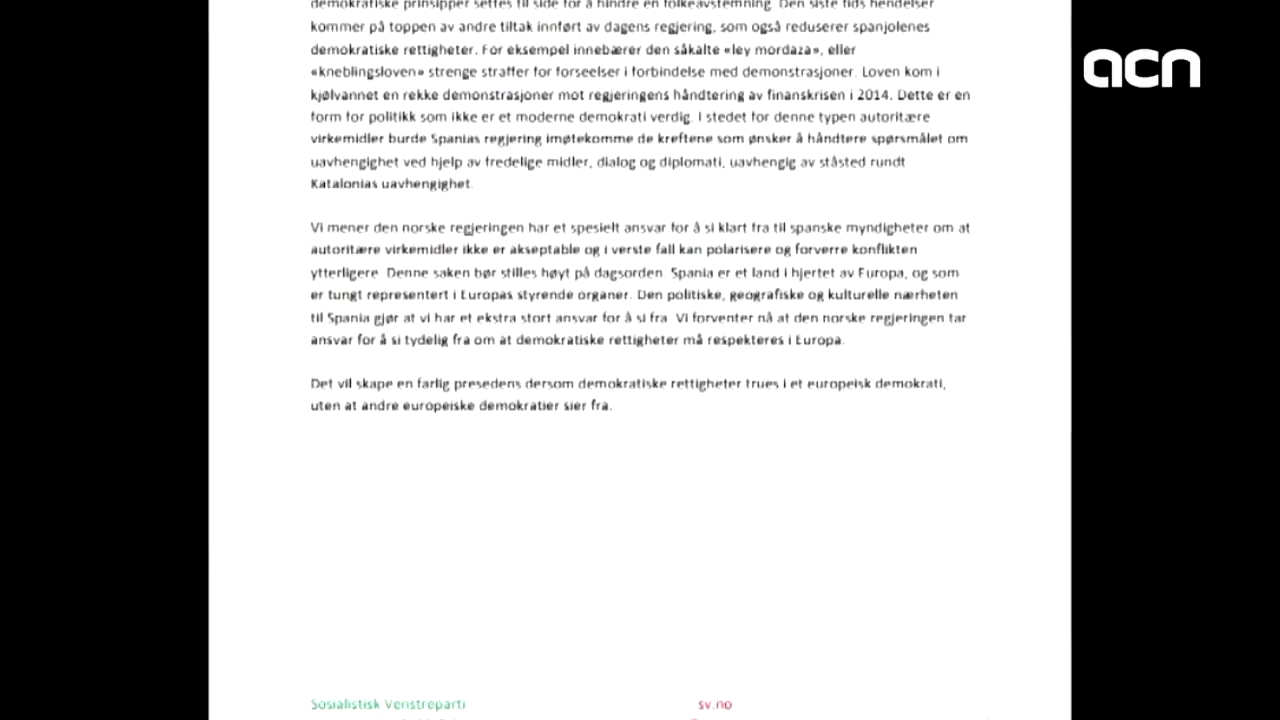 demokratiske prinsipper settes til side for å hindre en folkeavstemning. Den siste tids hendelser
kommer på toppen av andre tiltak innført av dagens regjering, som også reduserer spanjolenes
demokratiske rettigheter. For eksempel innebærer den såkalte «ley mordaza», eller
«kneblingsloven» strenge straffer for forseelser i forbindelse med demonstrasjoner. Loven kom i
kjølvannet en rekke demonstrasjoner mot regjeringens håndtering av finanskrisen i 2014. Dette er en
form for politikk som ikke er et moderne demokrati verdig. I stedet for denne typen autoritære
virkemidler burde Spanias regjering imøtekomme de kreftene som ønsker å håndtere spørsmålet om
uavhengighet ved hjelp av fredelige midler, dialog og diplomati, uavhengig av ståsted rundt
Katalonias uavhengighet.
Vi mener den norske regjeringen har et spesielt ansvar for å si klart fra til spanske myndigheter om at
autoritære virkemidler ikke er akseptable og i verste fall kan polarisere og forverre konflikten
ytterligere. Denne saken bør stilles høyt på dagsorden. Spania er et land i hjertet av Europa, og som
er tungt representert i Europas styrende organer. Den politiske, geografiske og kulturelle nærheten
til Spania gjør at vi har et ekstra stort ansvar for å si fra. Vi forventer nå at den norske regjeringen tar
ansvar for å si tydelig fra om at demokratiske rettigheter må respekteres i Europa.
Det vil skape en farlig presedens dersom demokratiske rettigheter trues i et europeisk demokrati,
uten at andre europeiske demokratier sier fra.
Sosialistisk Venstreparti
sv.no
acn